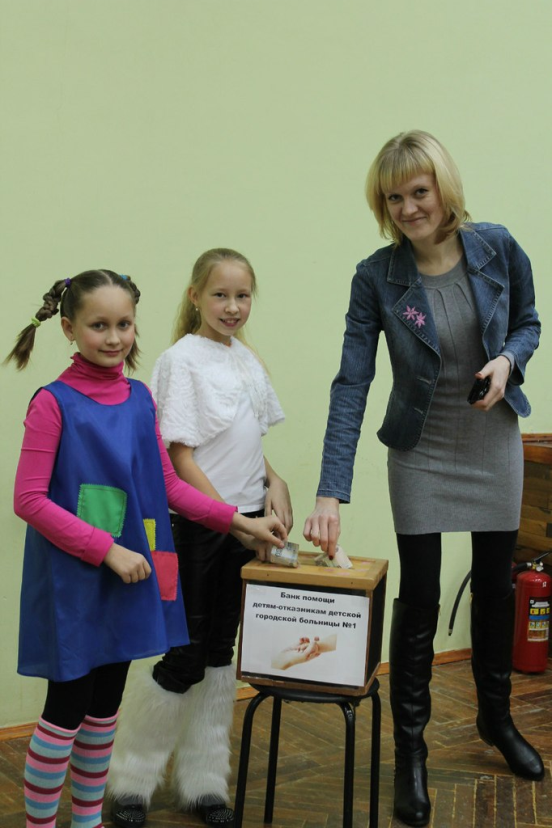 Банк помощи
детям-отказникам детской
городской больницы №1